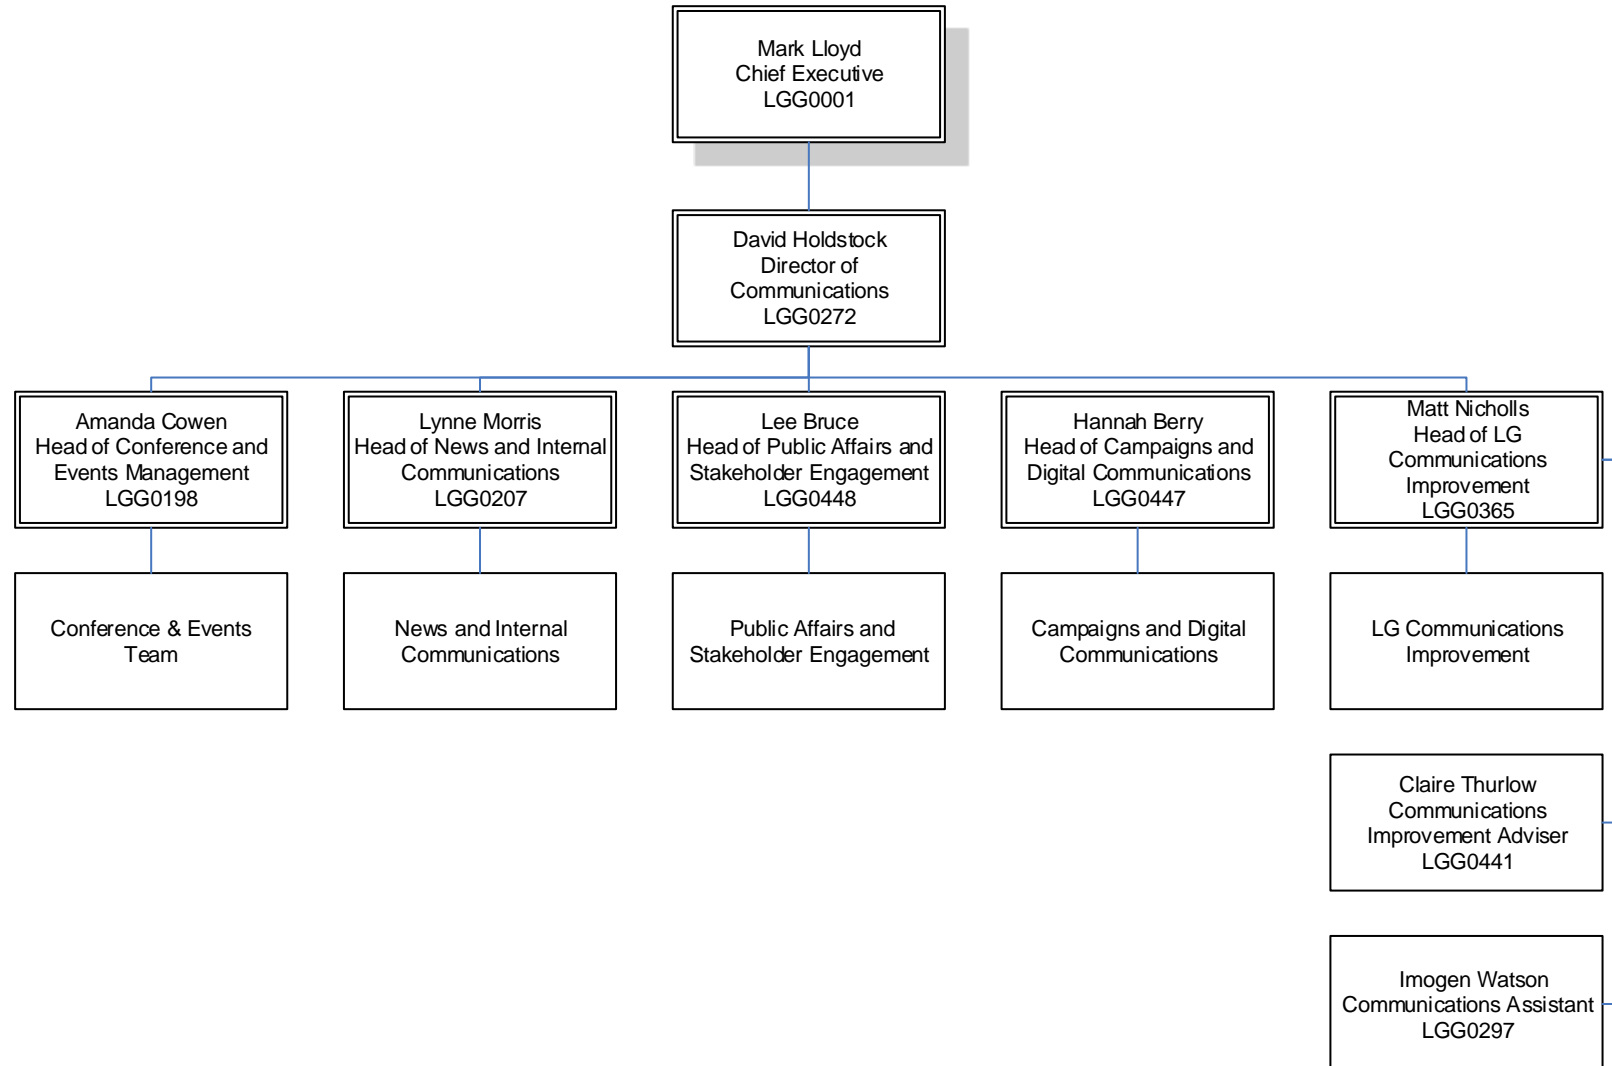 Mark Lloyd
Chief Executive
LGG0001
David Holdstock
Director of
Communications
LGG0272
Amanda Cowen
Head of Conference and
Events Management
LGG0198
Lynne Morris
Head of News and Internal
Communications
LGG0207
Lee Bruce
Head of Public Affairs and
Stakeholder Engagement
LGG0448
Hannah Berry
Head of Campaigns and
Digital Communications
LGG0447
Matt Nicholls
Head of LG
Communications
Improvement
LGG0365
Conference & Events
Team
News and Internal
Communications
Public Affairs and
Stakeholder Engagement
Campaigns and Digital
Communications
LG Communications
Improvement
Claire Thurlow
Communications
Improvement Adviser
LGG0441
Imogen Watson
Communications Assistant
LGG0297